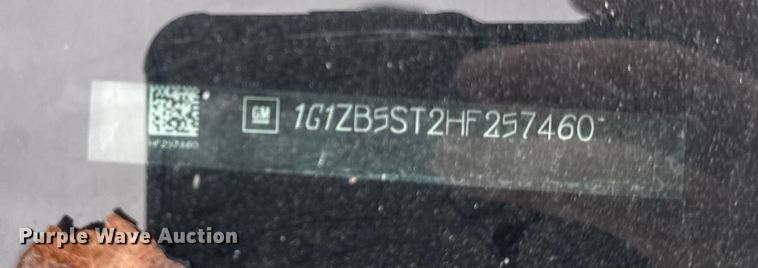 GM 1G1ZB5ST2HF257460
HF257460
Purple Wave Auction